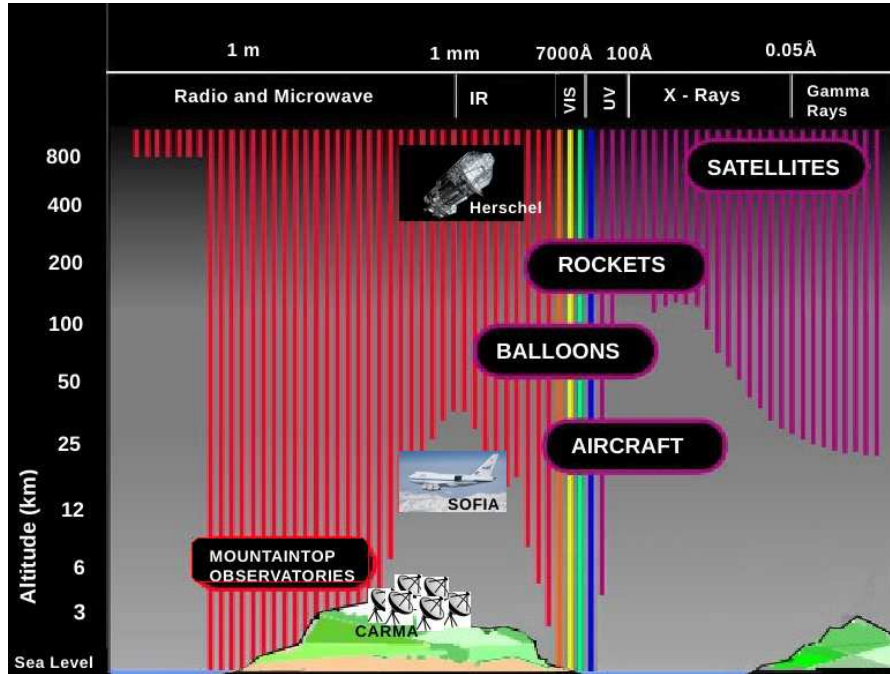 1 m
1 mm
7000Å
100Å
0.05Å
Radio and Microwave
IR
VIS
UV
X - Rays
Gamma
Rays
800
400
200
100
50
25
12
6
3
Sea Level
Altitude (km)
Herschel
SATELLITES
ROCKETS
BALLOONS
AIRCRAFT
SOFIA
MOUNTAINTOP
OBSERVATORIES
CARMA